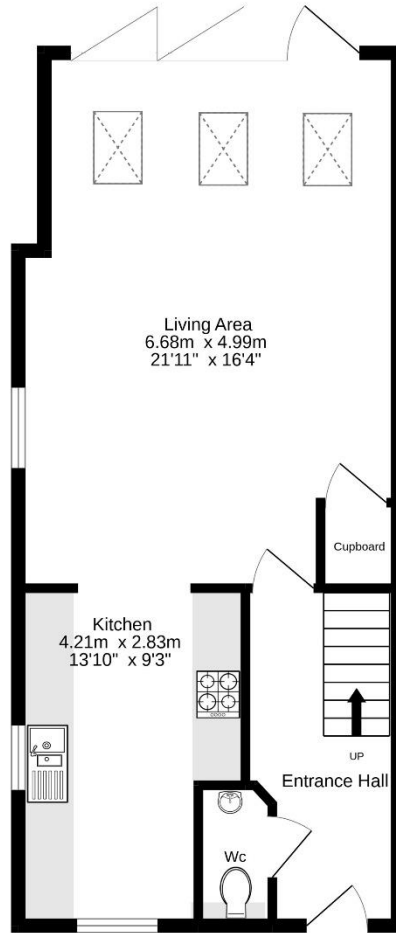 Living Area
6.68m x 4.99m
21'11" x 16'4"
Cupboard
Kitchen
4.21m x 2.83m
13'10" x 9'3"
UP
Entrance Hall
Wc